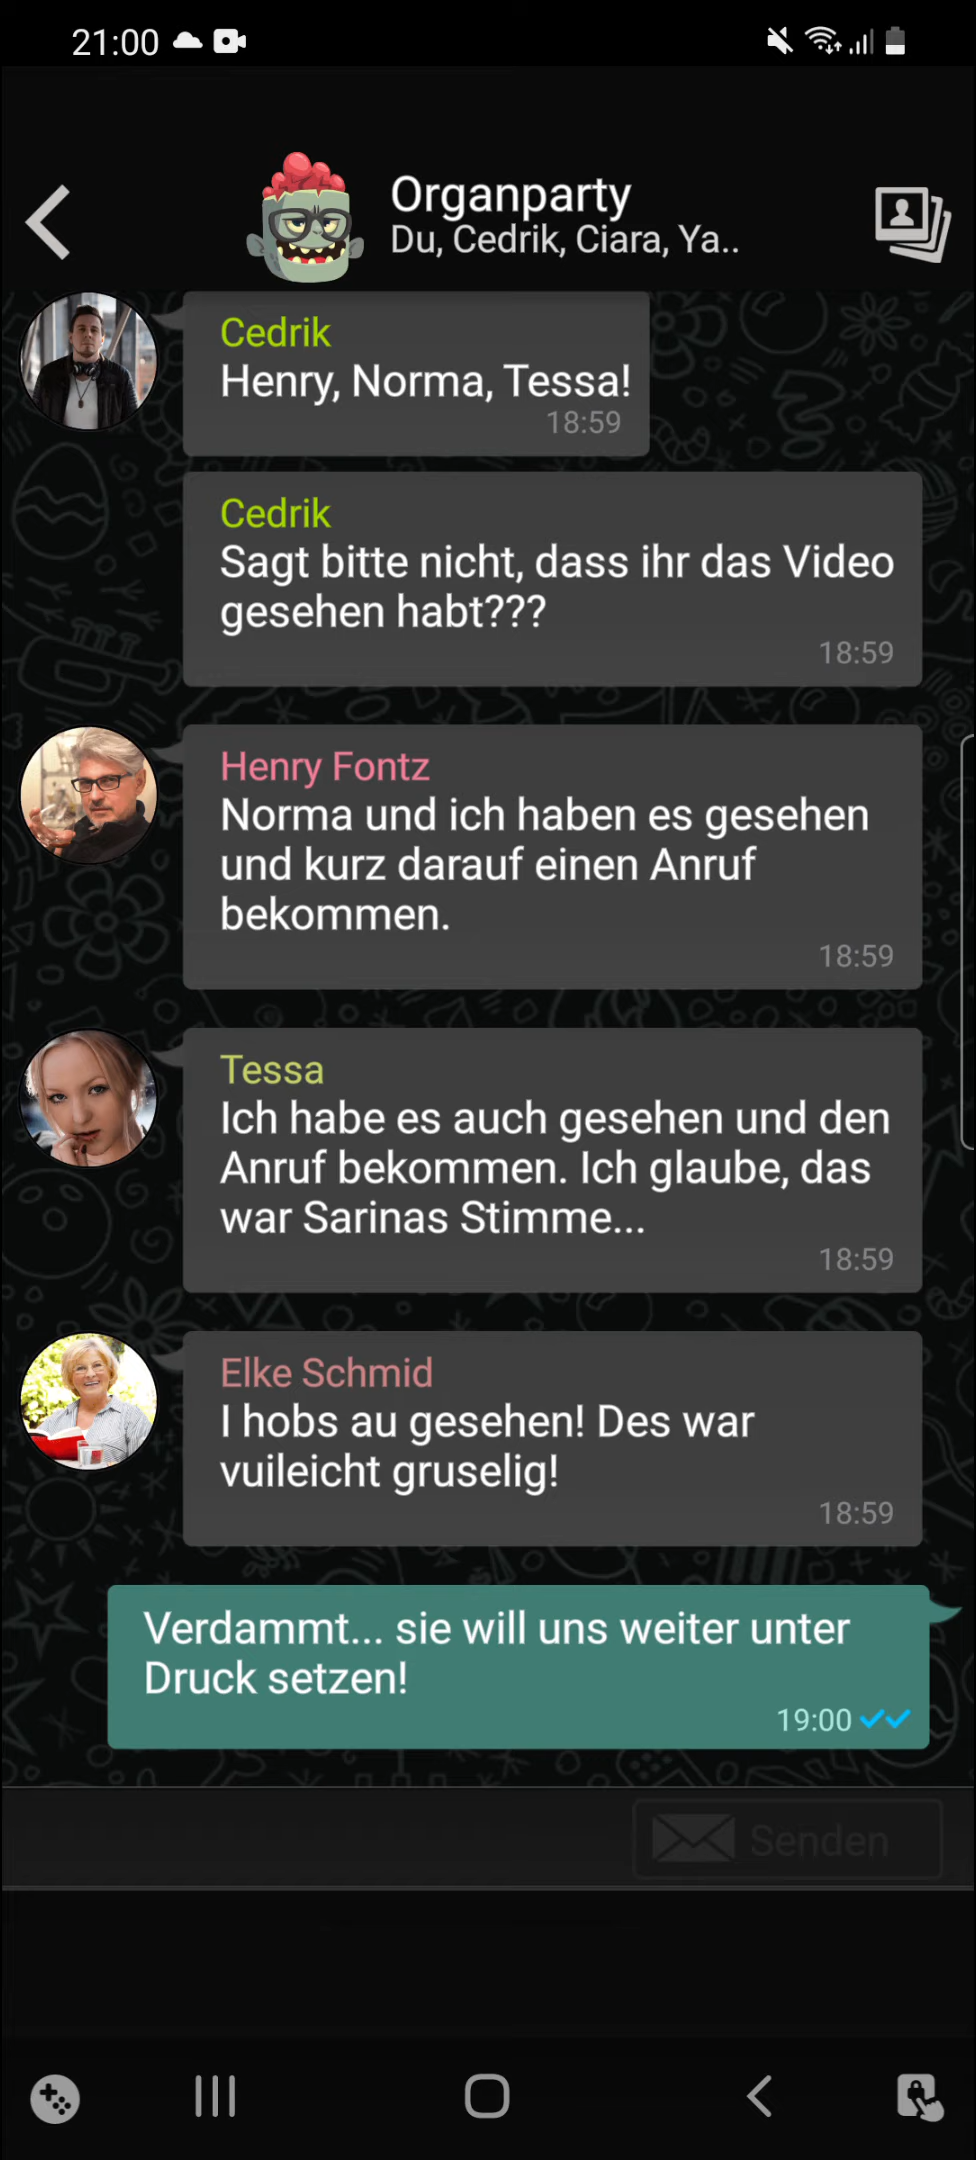 21:00
Organparty
Du, Cedrik, Ciara, Ya..
Cedrik
Henry, Norma, Tessa!
18:59
Cedrik
Sagt bitte nicht, dass ihr das Video
gesehen habt???
18:59
Henry Fontz
Norma und ich haben es gesehen
und kurz darauf einen Anruf
bekommen.
18:59
Tessa
Ich habe es auch gesehen und den
Anruf bekommen. Ich glaube, das
war Sarinas Stimme...
18:59
Elke Schmid
I hobs au gesehen! Des war
vuileicht gruselig!
18:59
Verdammt... sie will uns weiter unter
Druck setzen!
19:00
Senden